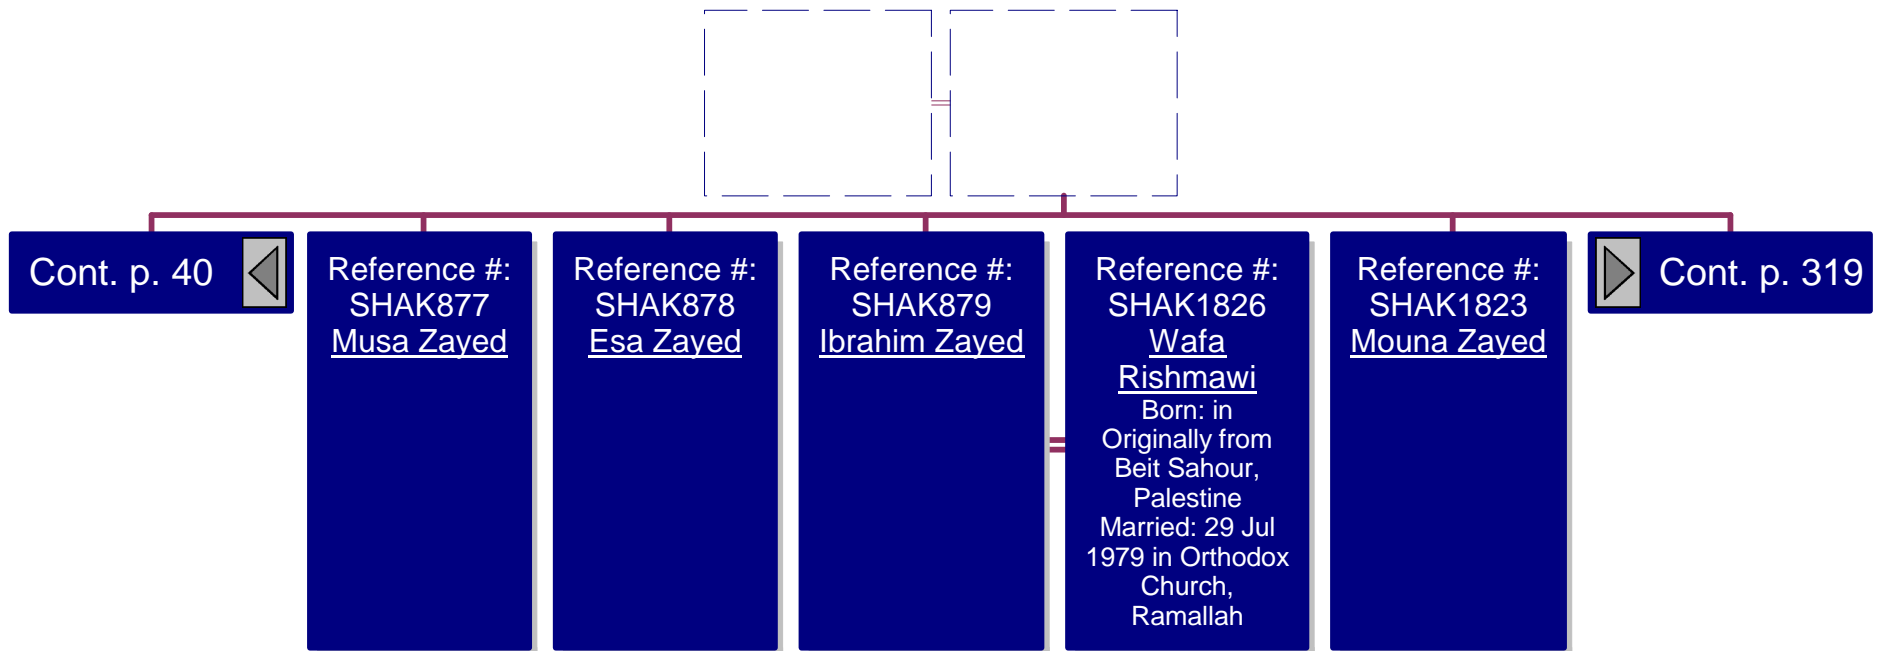 Cont. p. 40
Reference #:
SHAK877
Musa Zayed
Reference #:
SHAK878
Esa Zayed
Reference #:
SHAK879
Ibrahim Zayed
Reference #:
SHAK1826
Wafa
Rishmawi
Born: in
Originally from
Beit Sahour,
Palestine
Married: 29 Jul
1979 in Orthodox
Church,
Ramallah
Reference #:
SHAK1823
Mouna Zayed
Cont. p. 319